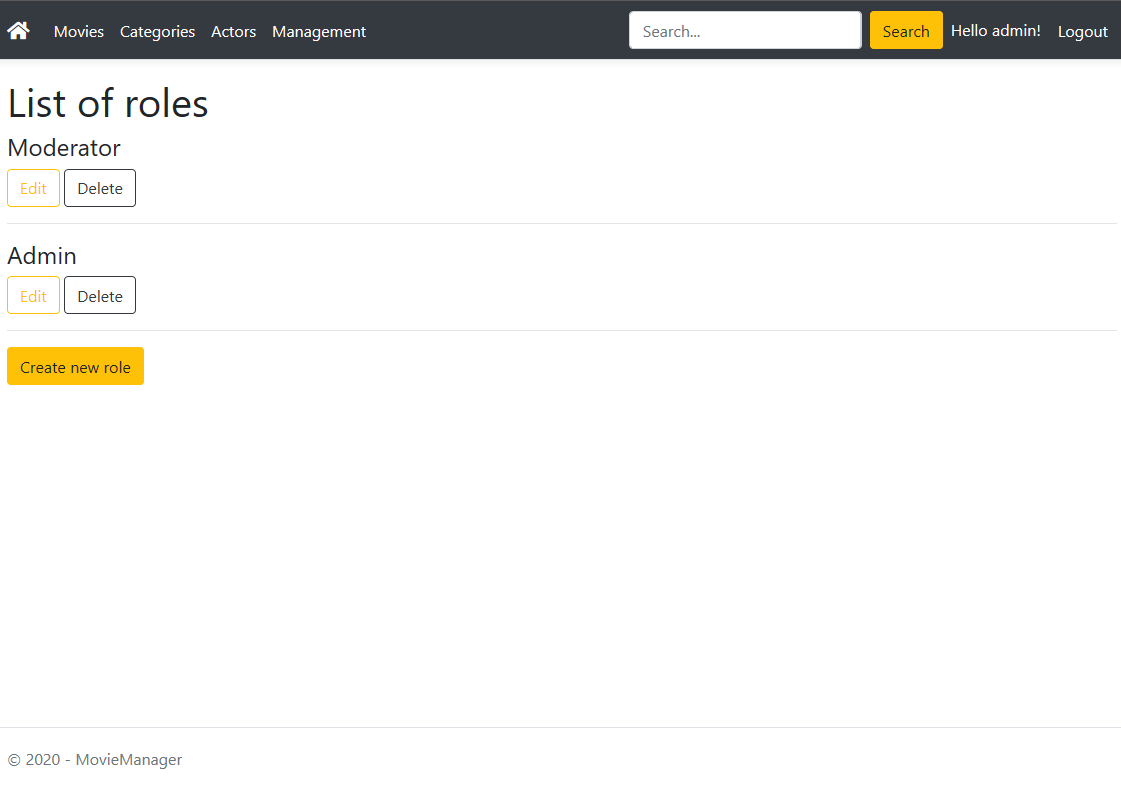 Movies Categories Actors Management Search... Search Hello admin! Logout
List of roles
Moderator
Edit Delete
Admin
Edit Delete
Create new role
© 2020 - MovieManager